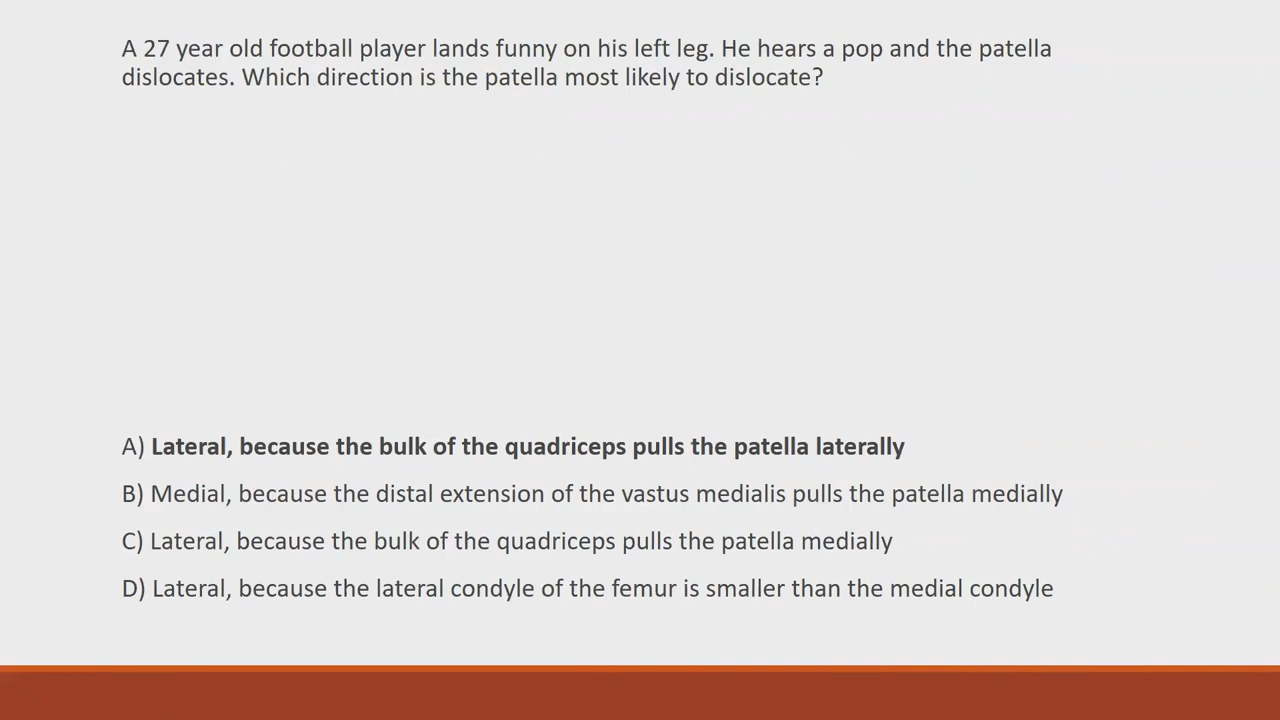 A 27 year old football player lands funny on his left leg. He hears a pop and the patella
dislocates. Which direction is the patella most likely to dislocate?
A) Lateral, because the bulk of the quadriceps pulls the patella laterally
B) Medial, because the distal extension of the vastus medialis pulls the patella medially
C) Lateral, because the bulk of the quadriceps pulls the patella medially
D) Lateral, because the lateral condyle of the femur is smaller than the medial condyle